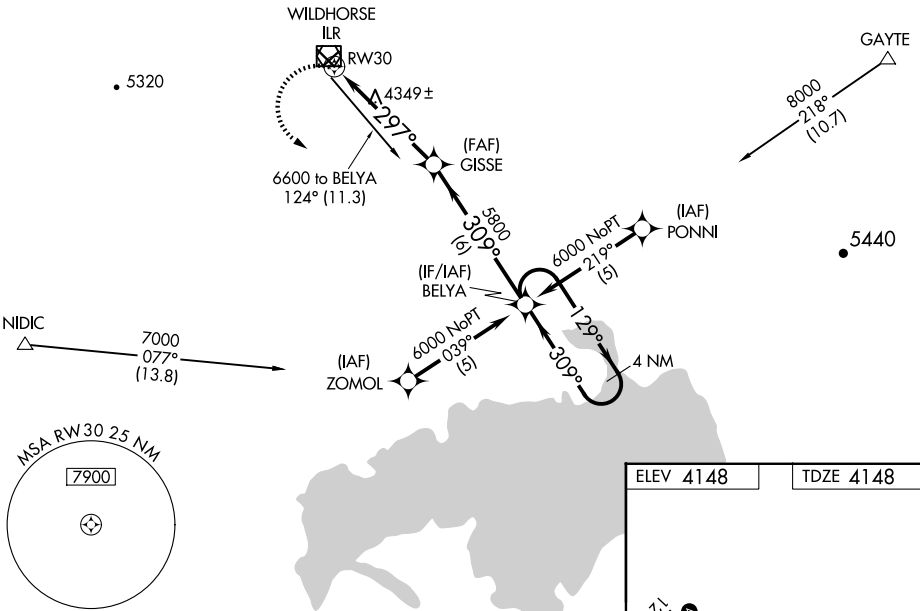 WILDHORSE
ILR
RW30
5320
GAYTE
8000
218°
(10.7)
4349±
297°
(FAF)
GISSE
6600 to BELYA
124° (11.3)
5800
309°
(6)
6000 NoPT
219°
(5)
(IAF)
PONNI
5440
(IF/IAF)
BELYA
129°
309°
4 NM
NIDIC
7000
077°
(13.8)
6000 NoPT
039°
(5)
(IAF)
ZOMOL
MSA RW30 25 NM
7900
ELEV 4148
TDZE 4148
12